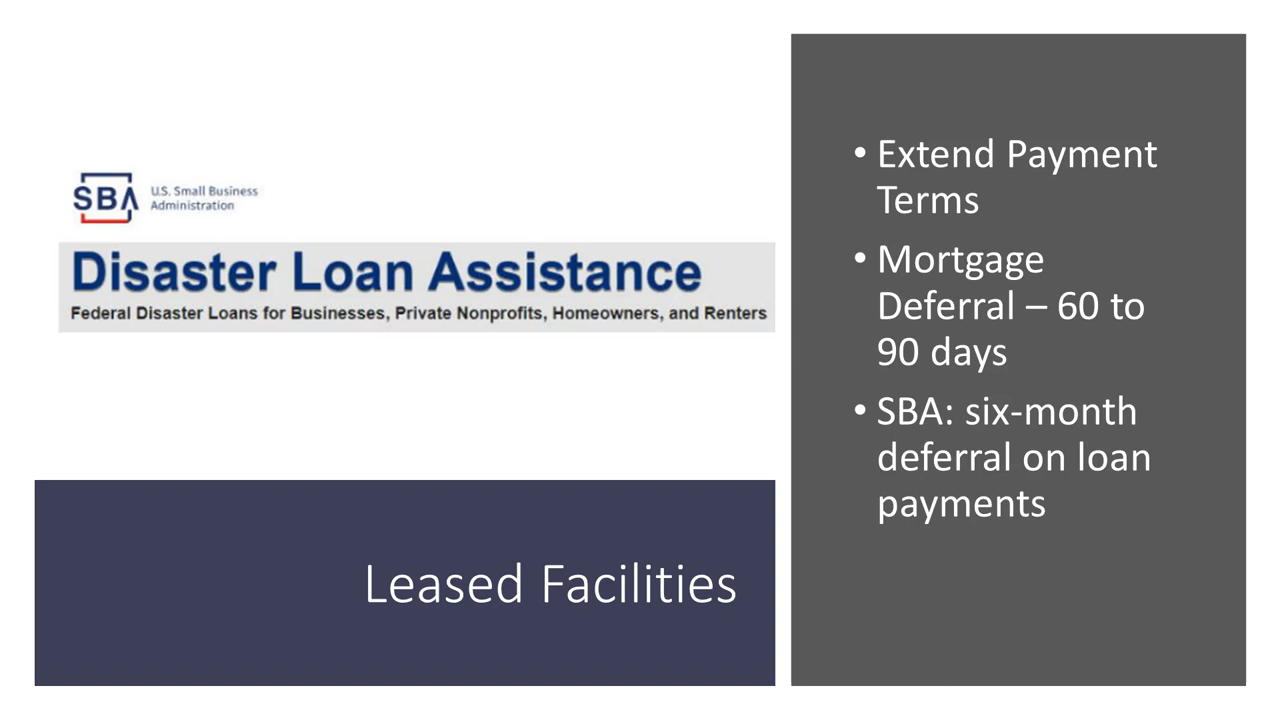 SBA U.S. Small Business
Administration
Disaster Loan Assistance
Federal Disaster Loans for Businesses, Private Nonprofits, Homeowners, and Renters
Leased Facilities
• Extend Payment
Terms
• Mortgage
Deferral – 60 to
90 days
• SBA: six-month
deferral on loan
payments